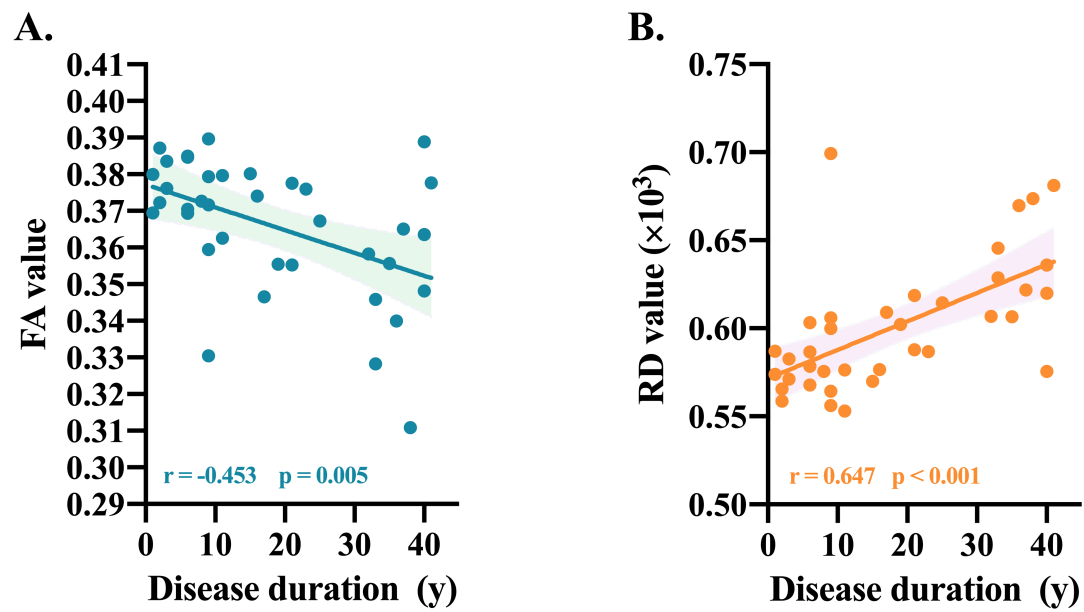 A.
0.41
0.40
0.39
0.38
0.37
0.36
0.35
0.34
0.33
0.32
0.31
0.30
0.29
FA value
r = -0.453 p = 0.005
0 10 20 30 40
Disease duration (y)
B.
0.75
0.70
0.65
0.60
0.55
0.50
RD value (×10³)
r = 0.647 p < 0.001
0 10 20 30 40
Disease duration (y)